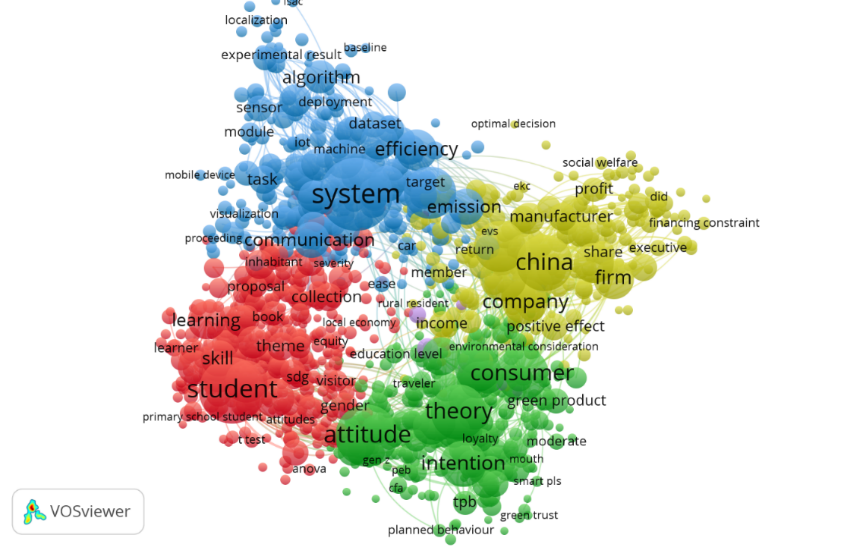 isac
localization
baseline
experimental result
algorithm
deployment
sensor
dataset
optimal decision
module
iot
machine
efficiency
social welfare
mobile device
task
target
ekc
profit
system
did
visualization
emission
manufacturer
financing constraint
evs
proceeding
communication
car
return
share
executive
inhabitant
severity
china
member
firm
proposal
ease
collection
rural resident
company
learning
book
local economy
income
positive effect
learner
theme
equity
education level
environmental consideration
skill
consumer
sdg
visitor
traveler
student
green product
gender
theory
primary school student
attitudes
attitude
t test
loyalty
moderate
gen z
intention
mouth
anova
peb
smart pls
cfa
tpb
green trust
planned behaviour
VOSviewer